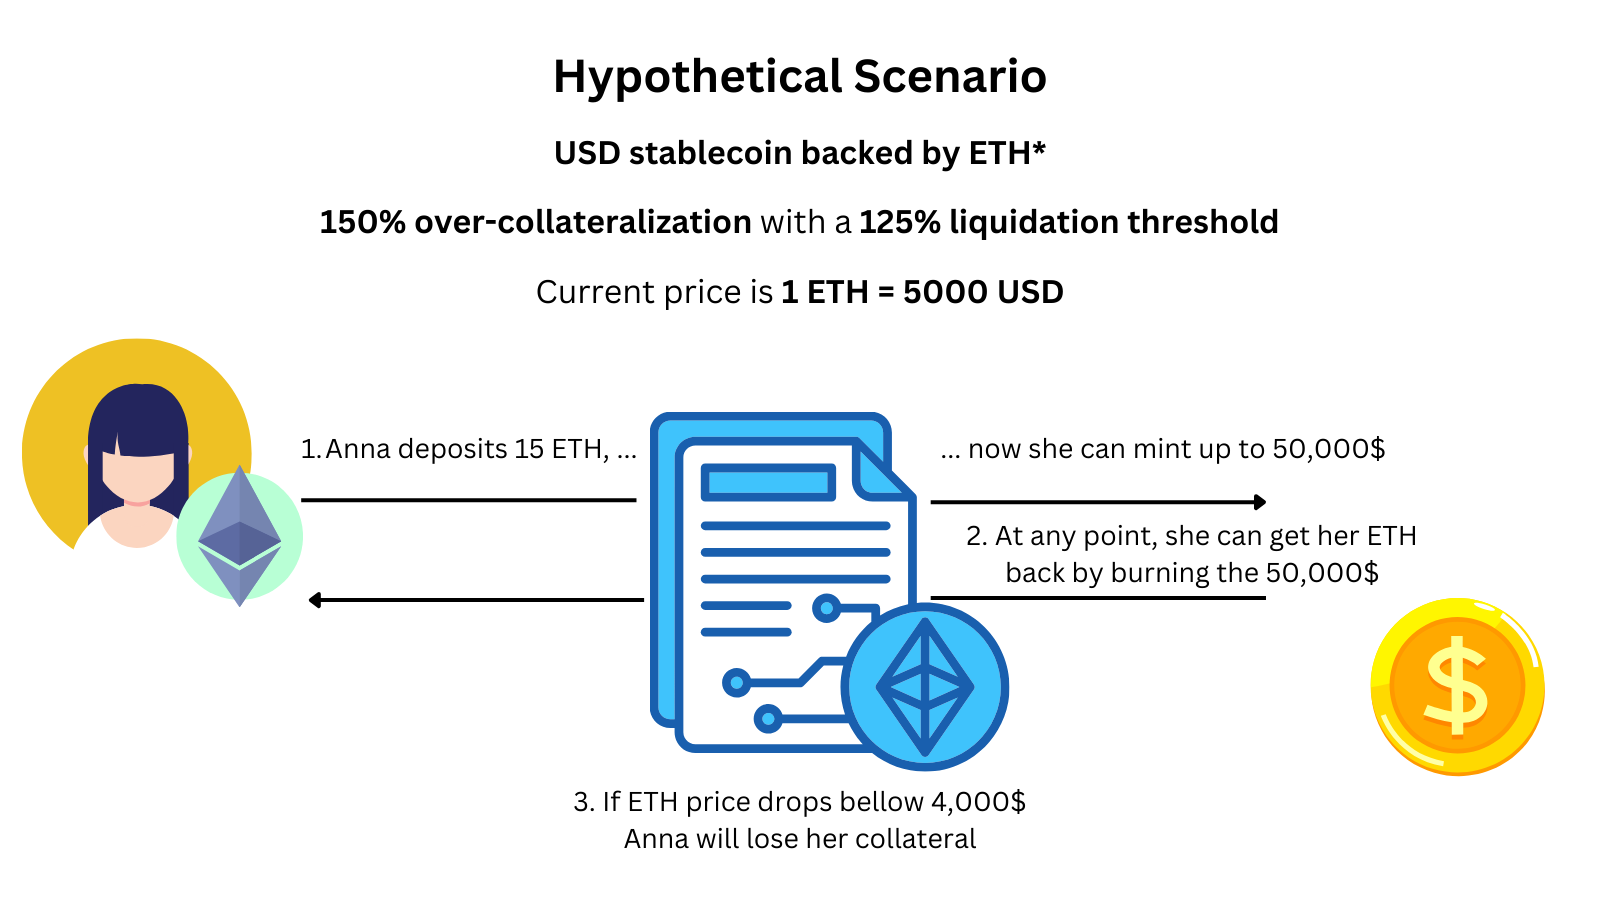 Hypothetical Scenario
USD stablecoin backed by ETH*
150% over-collateralization with a 125% liquidation threshold
Current price is 1 ETH = 5000 USD
1. Anna deposits 15 ETH, ...
... now she can mint up to 50,000$
2. At any point, she can get her ETH
back by burning the 50,000$
3. If ETH price drops bellow 4,000$
Anna will lose her collateral